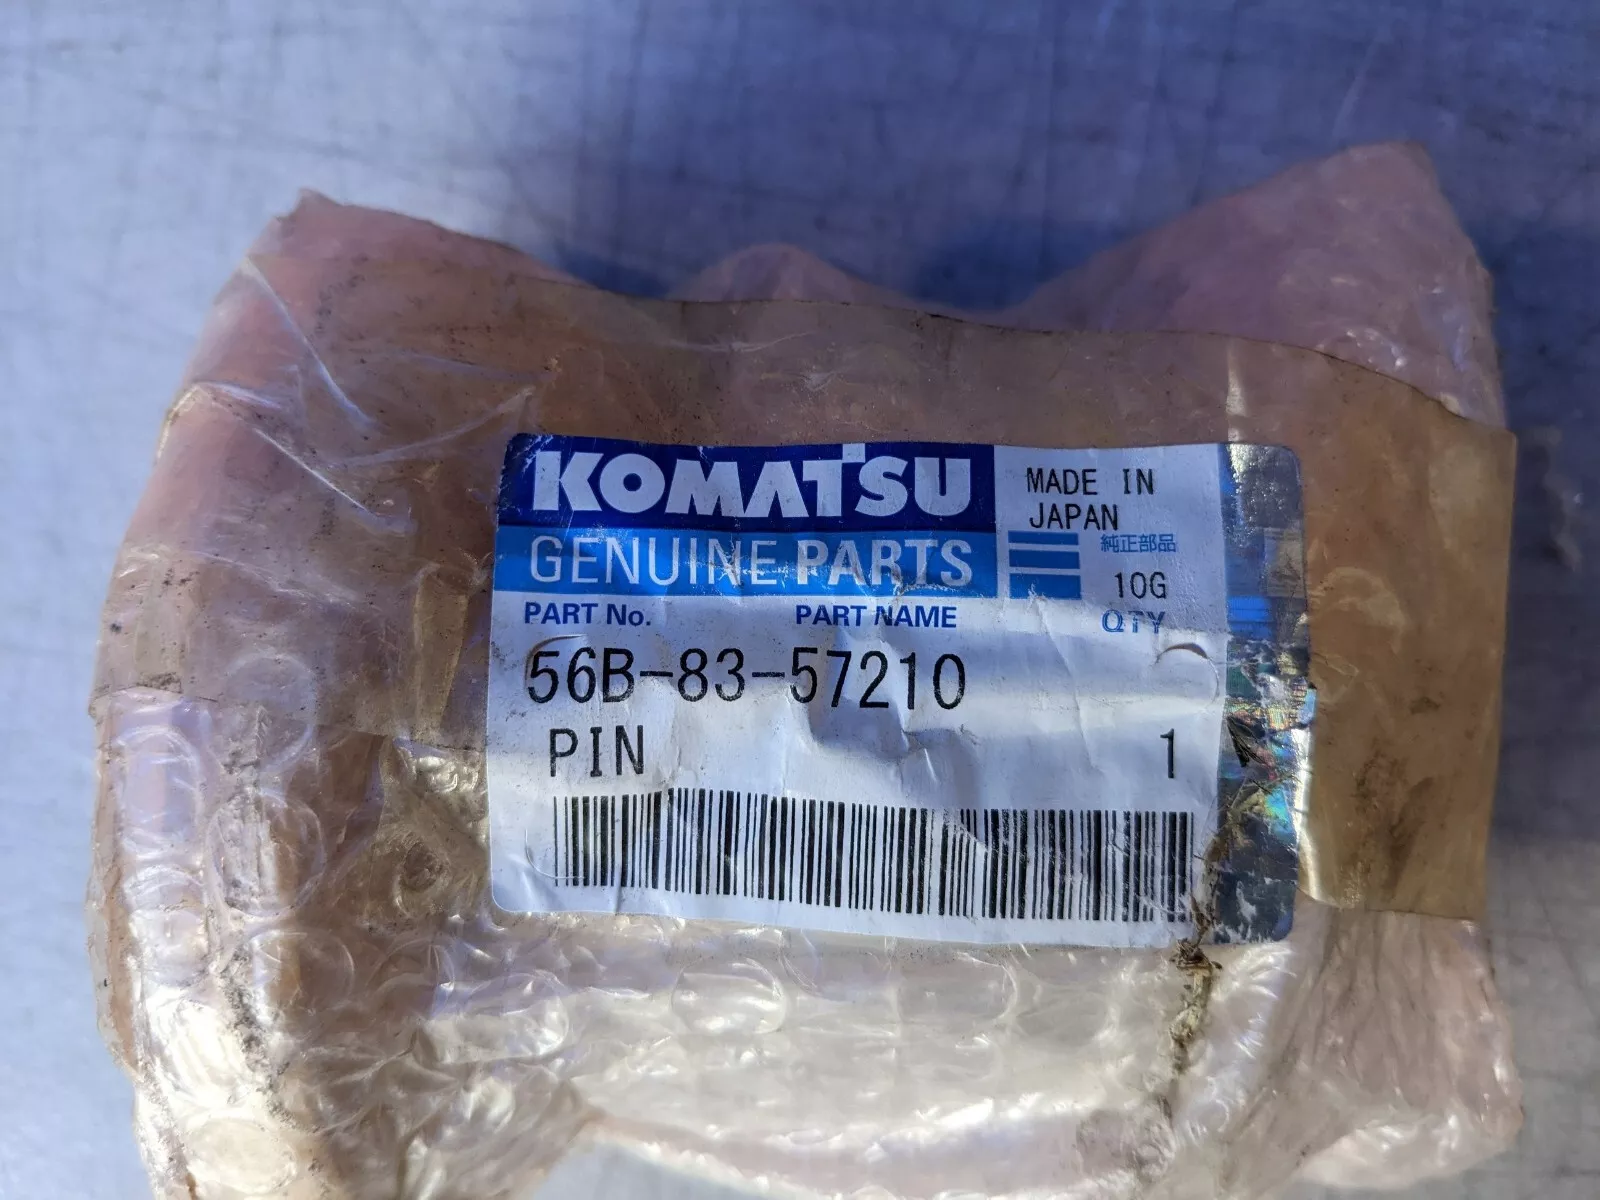 KOMATSU
MADE IN
JAPAN
GENUINE PARTS
純正部品
10G
PART No. PART NAME QTY
56B-83-57210
PIN 1